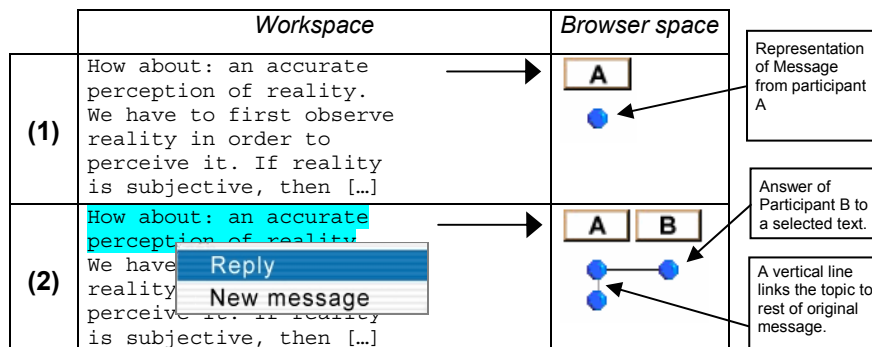 Workspace
Browser space
(1)
How about: an accurate
perception of reality.
We have to first observe
reality in order to
perceive it. If reality
is subjective, then […]
A
Representation
of Message
from participant
A
(2)
How about: an accurate
perception of reality
We have
reality
perceive it. If reality
is subjective, then […]
Reply
New message
A B
Answer of
Participant B to
a selected text.
A vertical line
links the topic to
rest of original
message.